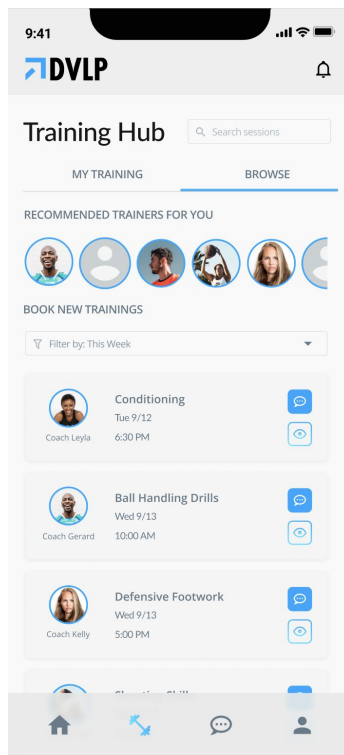 9:41
DVLP
Training Hub
Search sessions
MY TRAINING
BROWSE
RECOMMENDED TRAINERS FOR YOU
BOOK NEW TRAININGS
Filter by: This Week
Conditioning
Tue 9/12
6:30 PM
Coach Leyla
Ball Handling Drills
Wed 9/13
10:00 AM
Coach Gerard
Defensive Footwork
Wed 9/13
5:00 PM
Coach Kelly